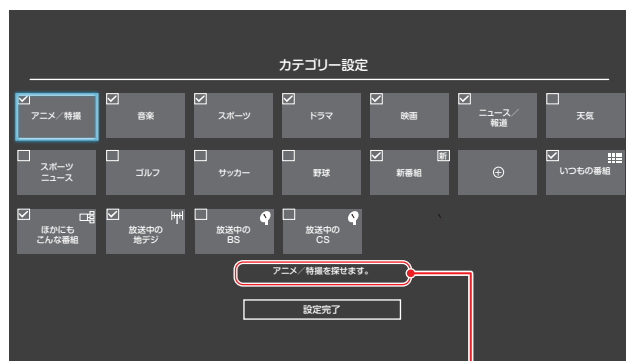 カテゴリー設定
アニメ／特撮
音楽
スポーツ
ドラマ
映画
ニュース／
報道
天気
スポーツ
ニュース
ゴルフ
サッカー
野球
新
新番組
いつもの番組
ほかにも
こんな番組
放送中の
地デジ
放送中の
BS
放送中の
CS
アニメ／特撮を探せます。
設定完了